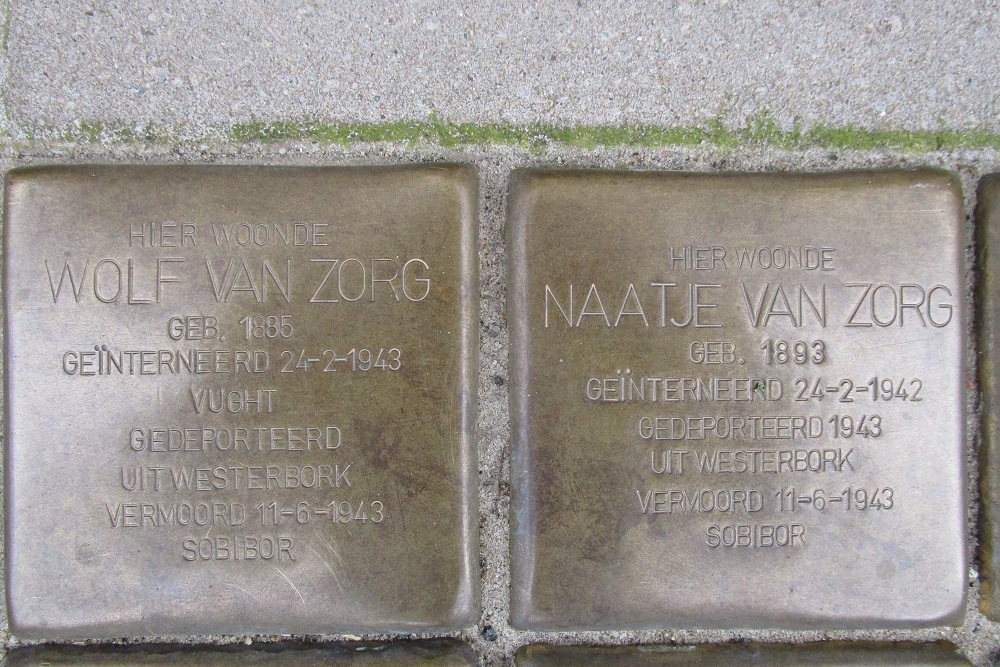 HIER WOONDE
WOLF VAN ZORG
GEB. 1885
GEÏNTERNEERD 24-2-1943
VUGHT
GEDEPORTEERD
UIT WESTERBORK
VERMOORD 11-6-1943
SOBIBOR
HIER WOONDE
NAATJE VAN ZORG
GEB. 1893
GEÏNTERNEERD 24-2-1942
GEDEPORTEERD 1943
UIT WESTERBORK
VERMOORD 11-6-1943
SOBIBOR